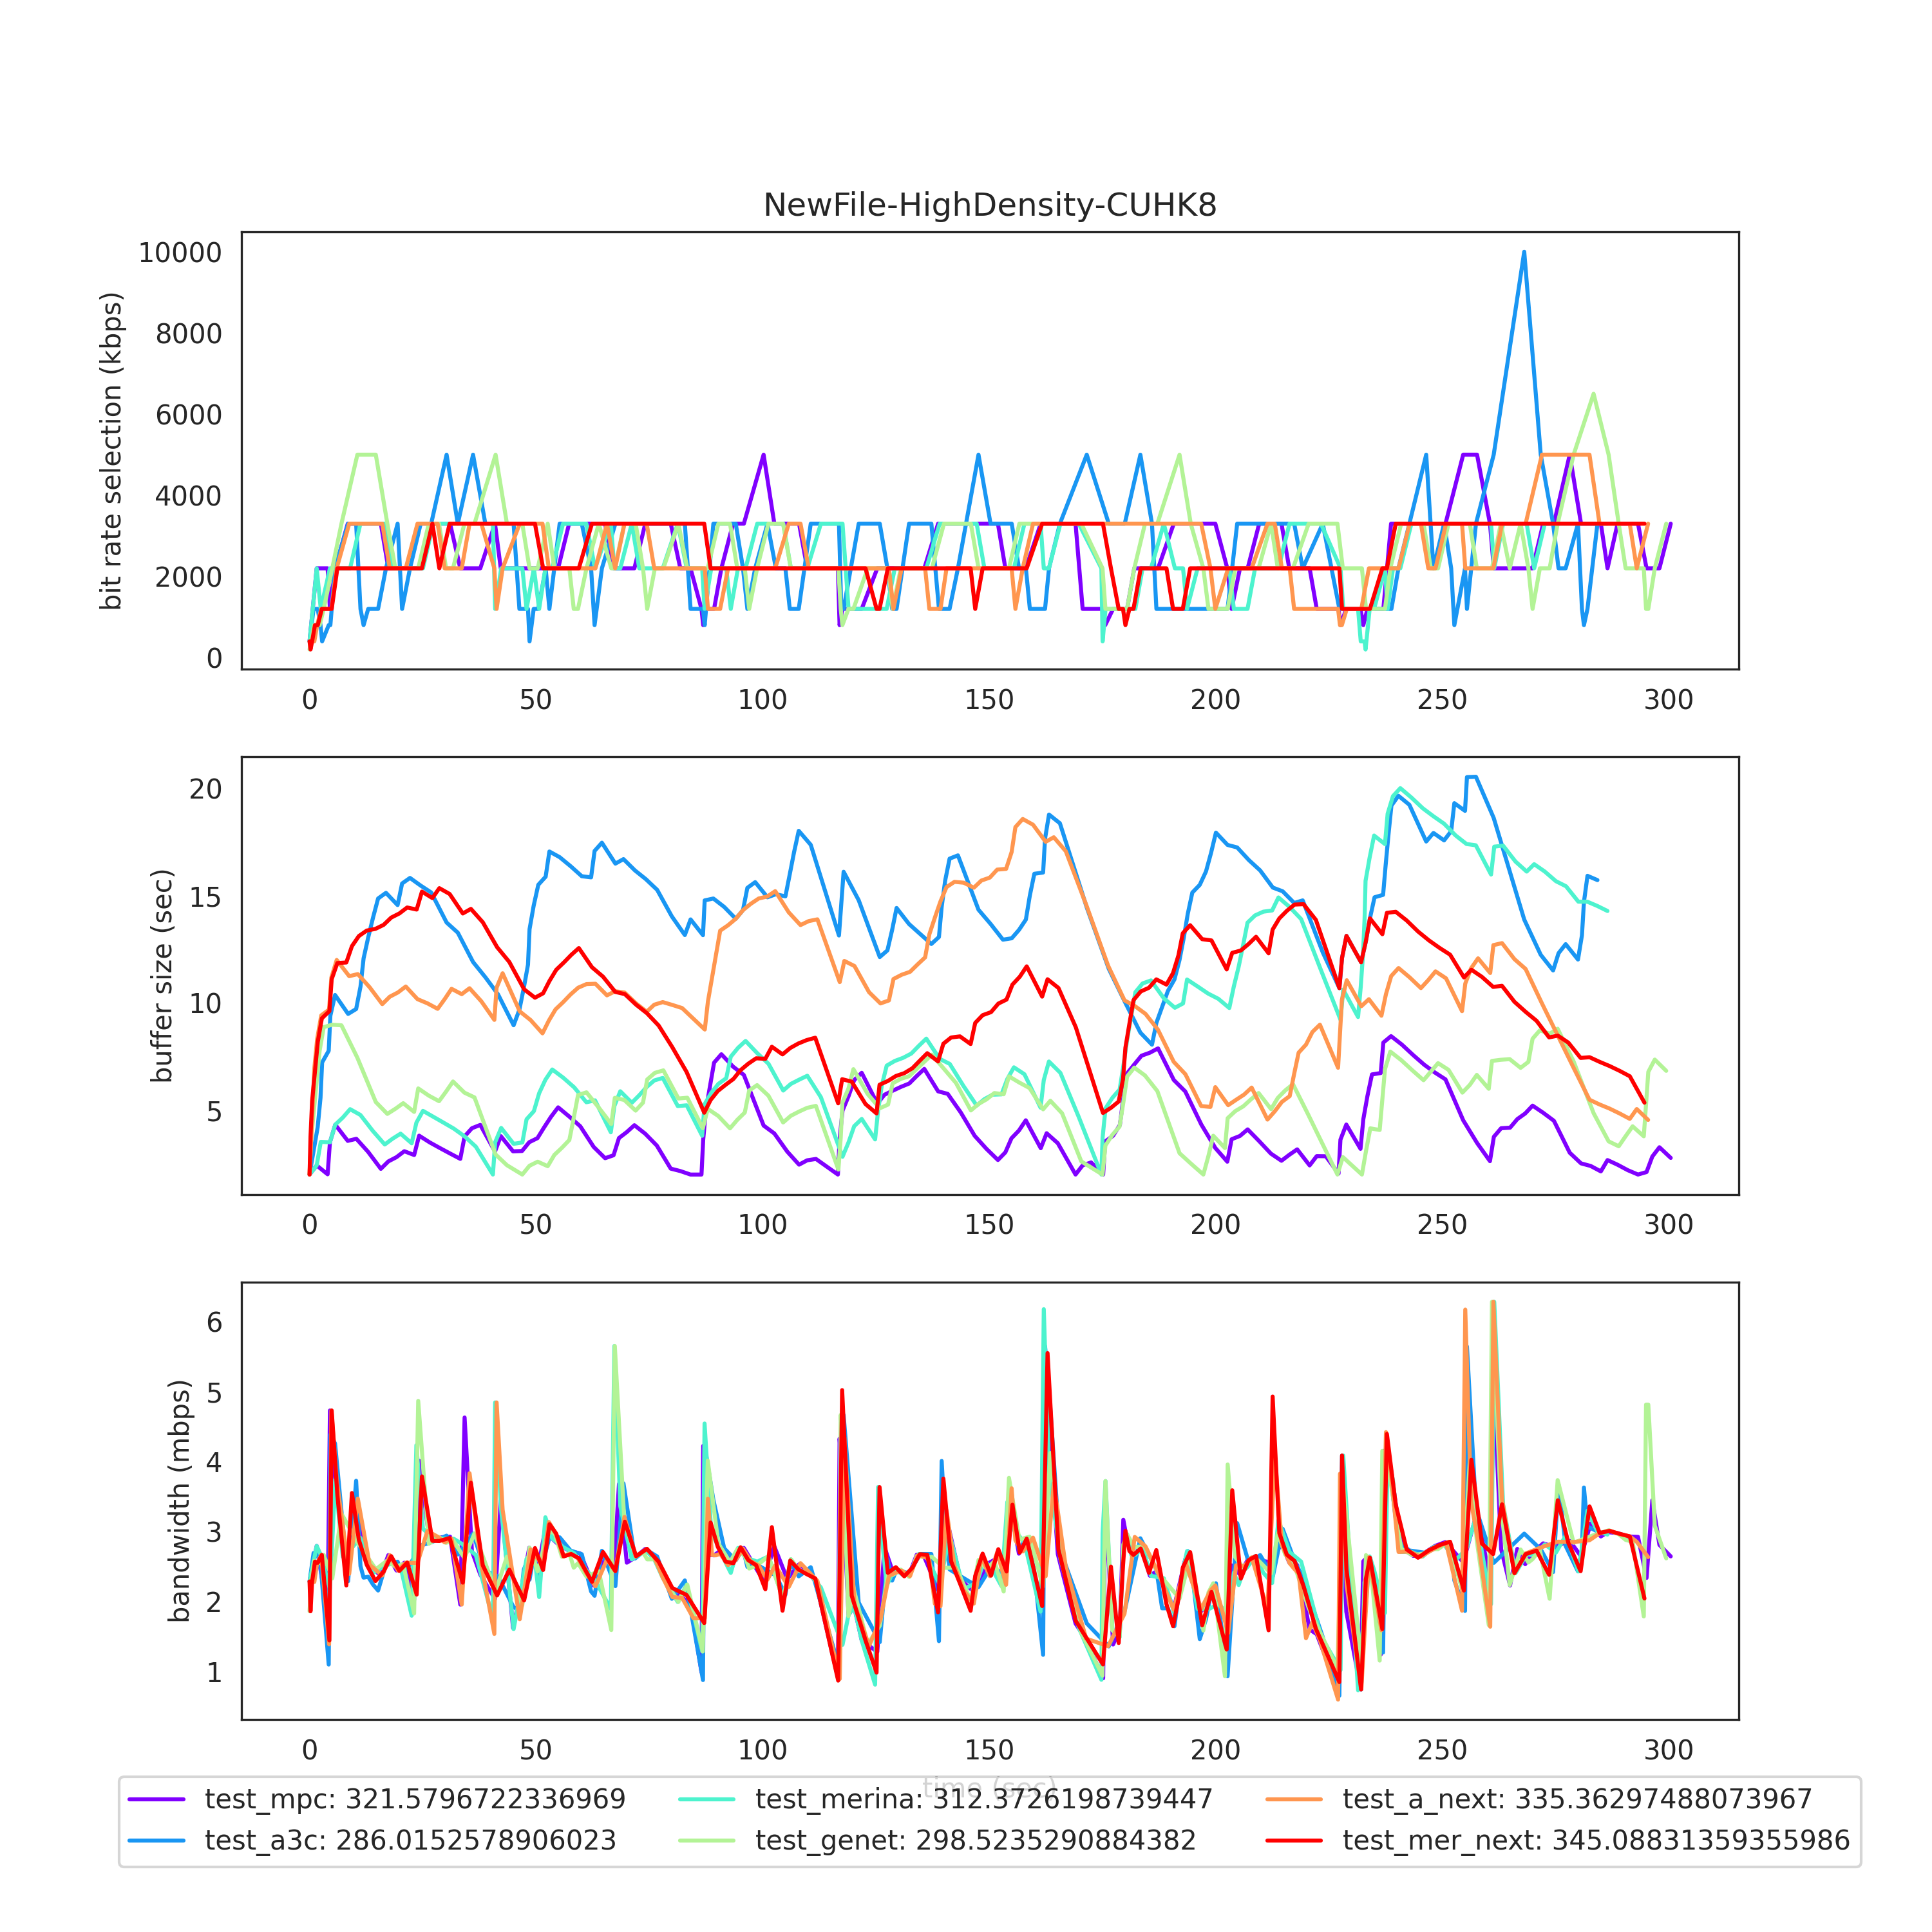 NewFile-HighDensity-CUHK8
bit rate selection (kbps)
10000
8000
6000
4000
2000
0
0 50 100 150 200 250 300
buffer size (sec)
20
15
10
5
0 50 100 150 200 250 300
bandwidth (mbps)
6
5
4
3
2
1
0 50 100 150 200 250 300
time (sec)
test_mpc: 321.5796722336969 test_merina: 312.3726198739447 test_a_next: 335.36297488073967
test_a3c: 286.0152578906023 test_genet: 298.5235290884382 test_mer_next: 345.08831359355986